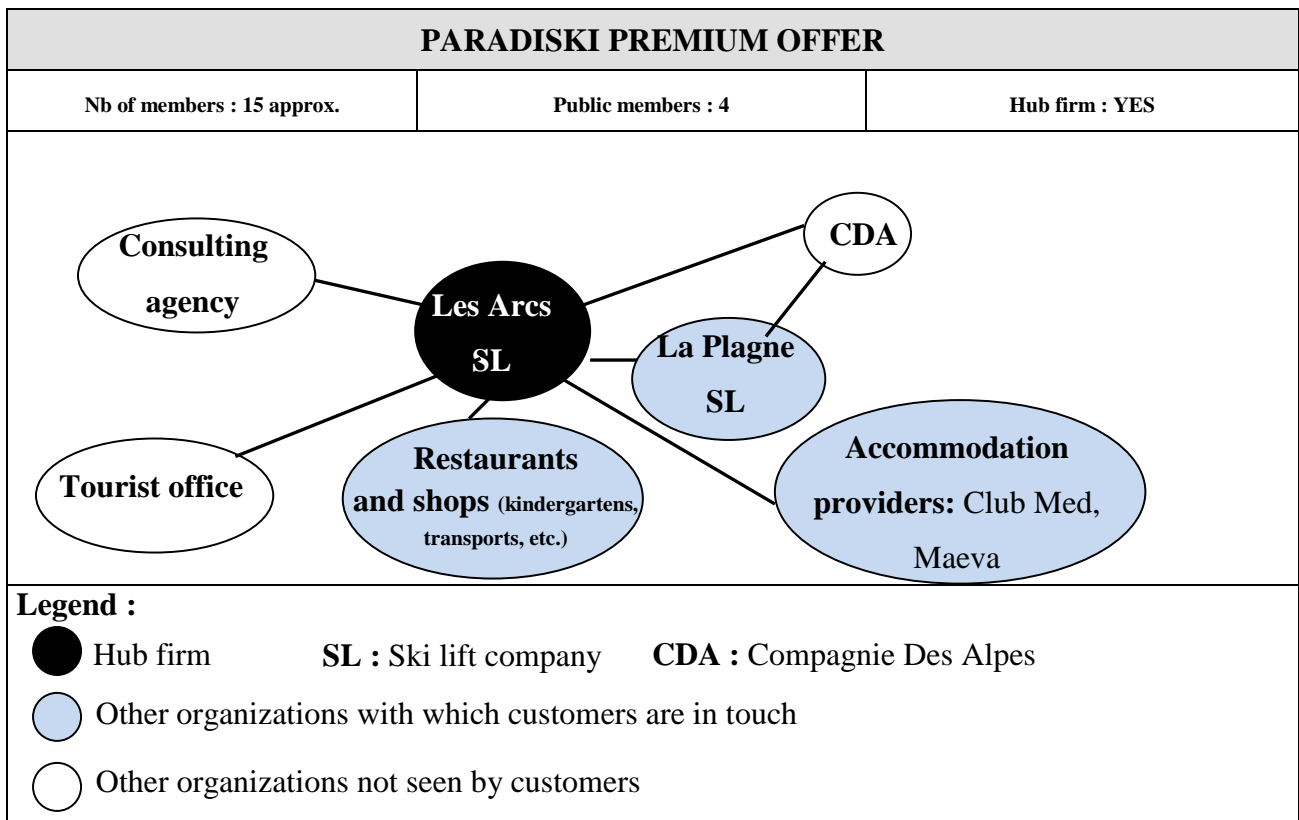 PARADISKI PREMIUM OFFER
Nb of members : 15 approx.
Public members : 4
Hub firm : YES
Consulting
agency
Les Arcs
SL
CDA
La Plagne
SL
Tourist office
Restaurants
and shops (kindergartens,
transports, etc.)
Accommodation
providers: Club Med,
Maeva
Legend :
Hub firm
SL : Ski lift company
CDA : Compagnie Des Alpes
Other organizations with which customers are in touch
Other organizations not seen by customers